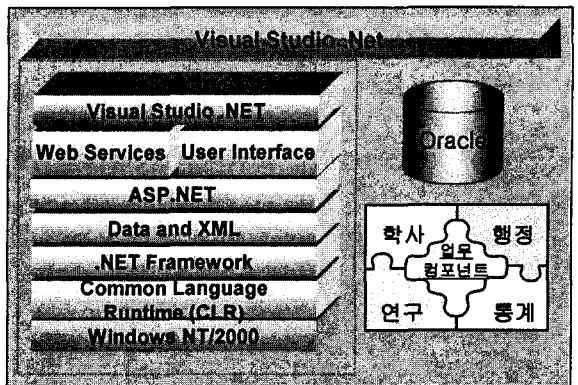 Visual Studio .Net
Visual Studio .NET
Web Services
User Interface
ASP.NET
Data and XML
.NET Framework
Common Language
Runtime (CLR)
Windows NT/2000
Oracle
학사
행정
업무
컴포넌트
연구
통계